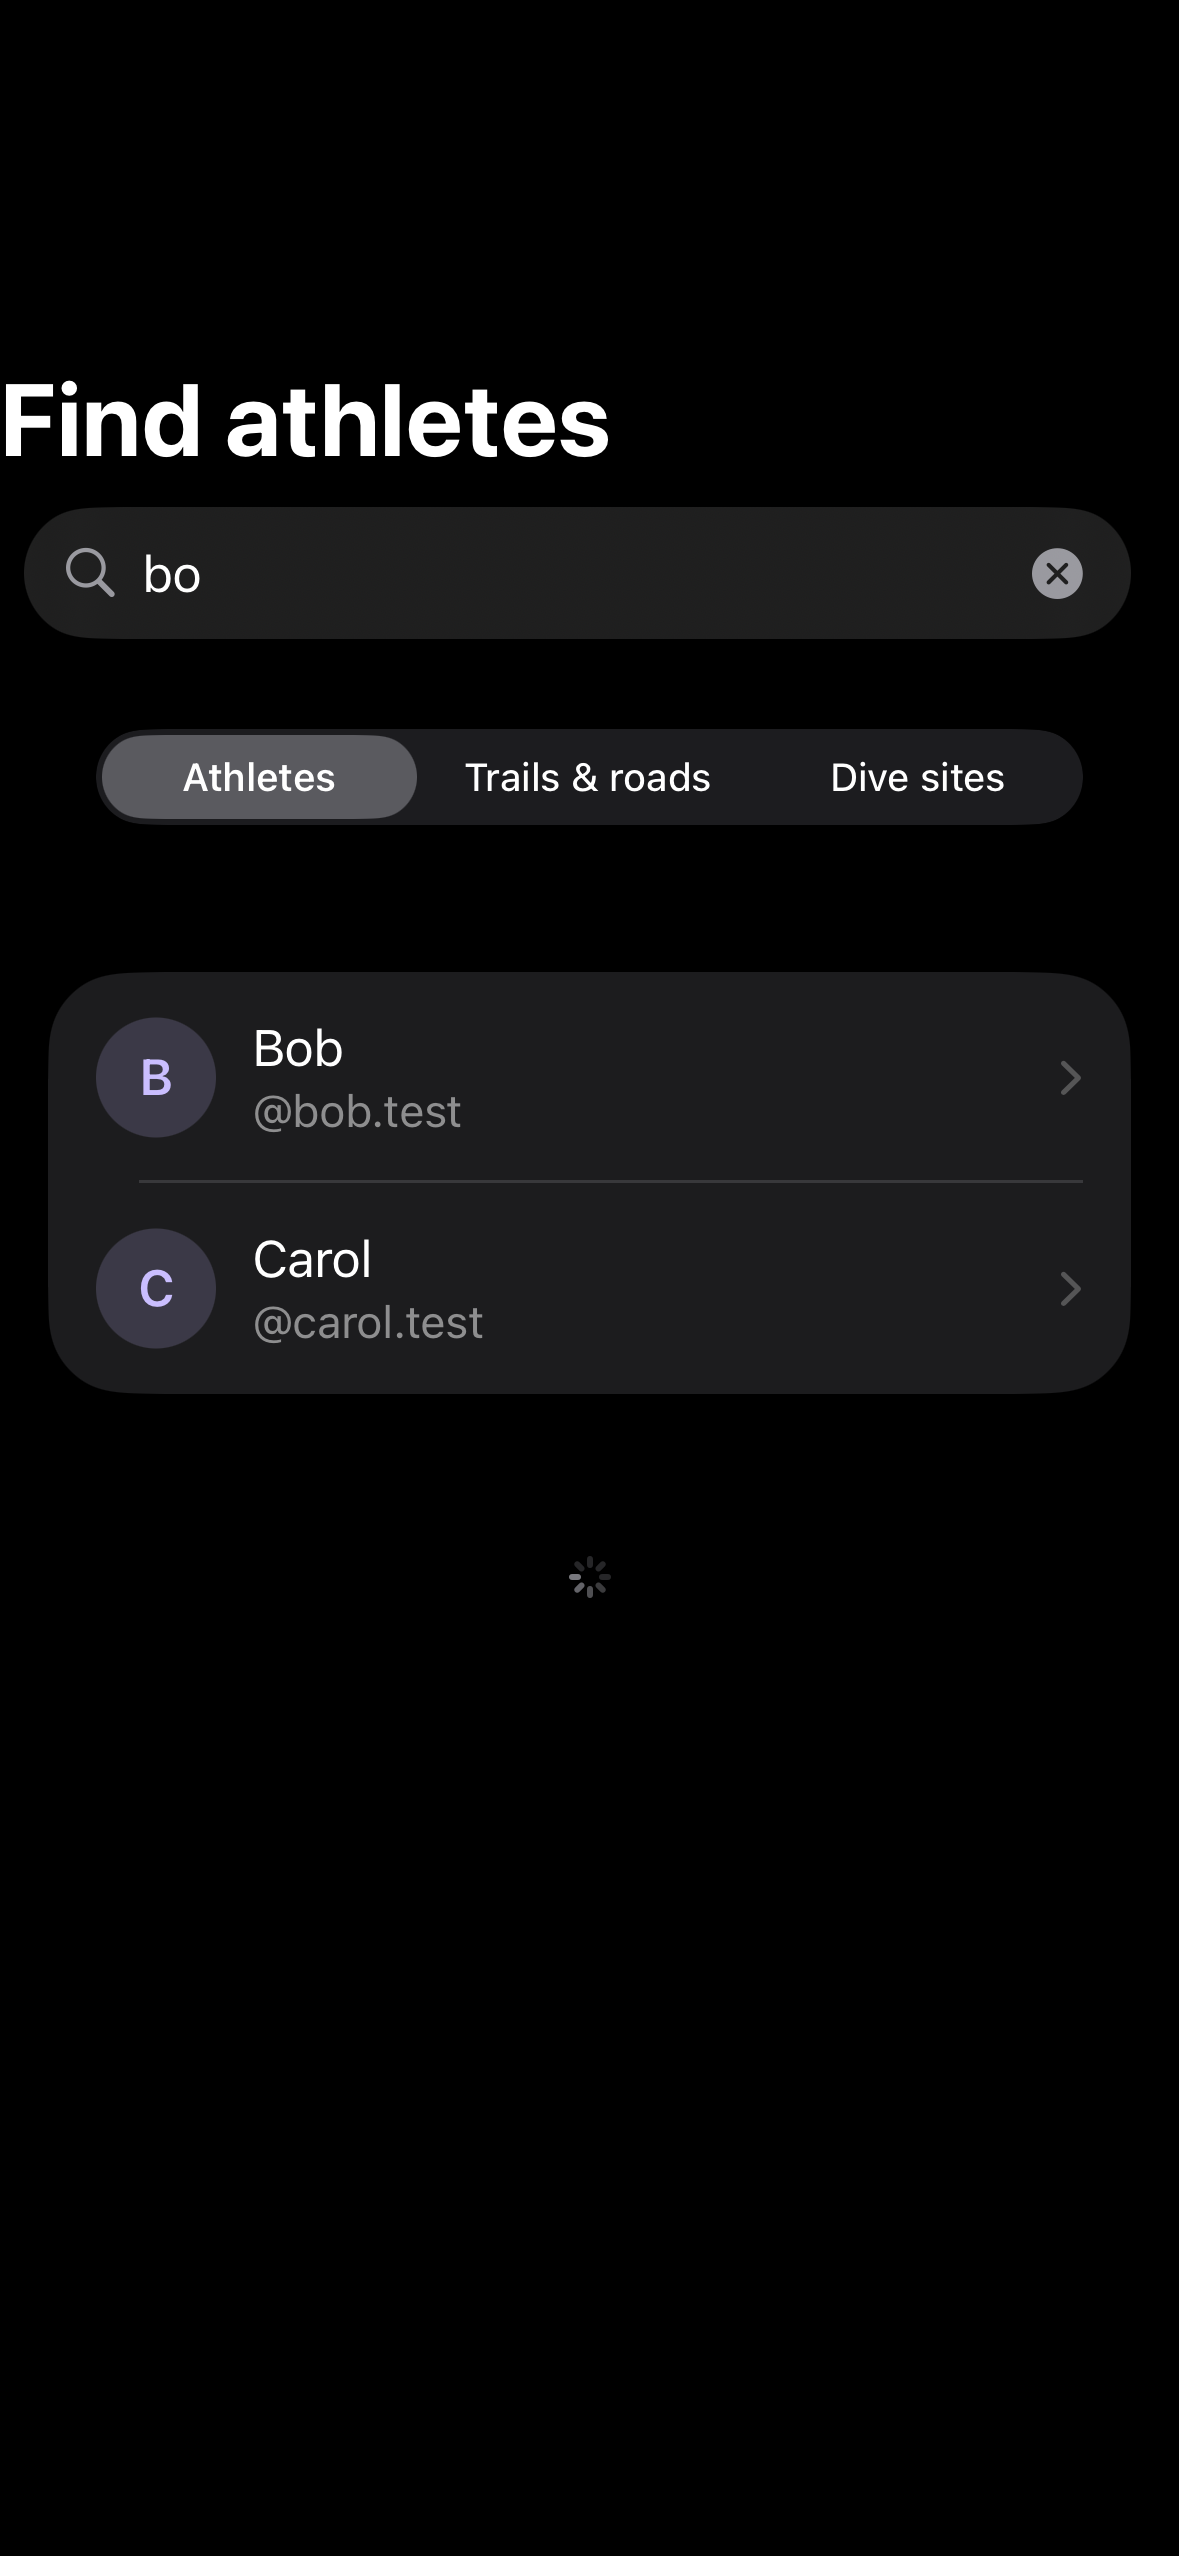 Find athletes
bo
Athletes
Trails & roads
Dive sites
B
Bob
@bob.test
C
Carol
@carol.test